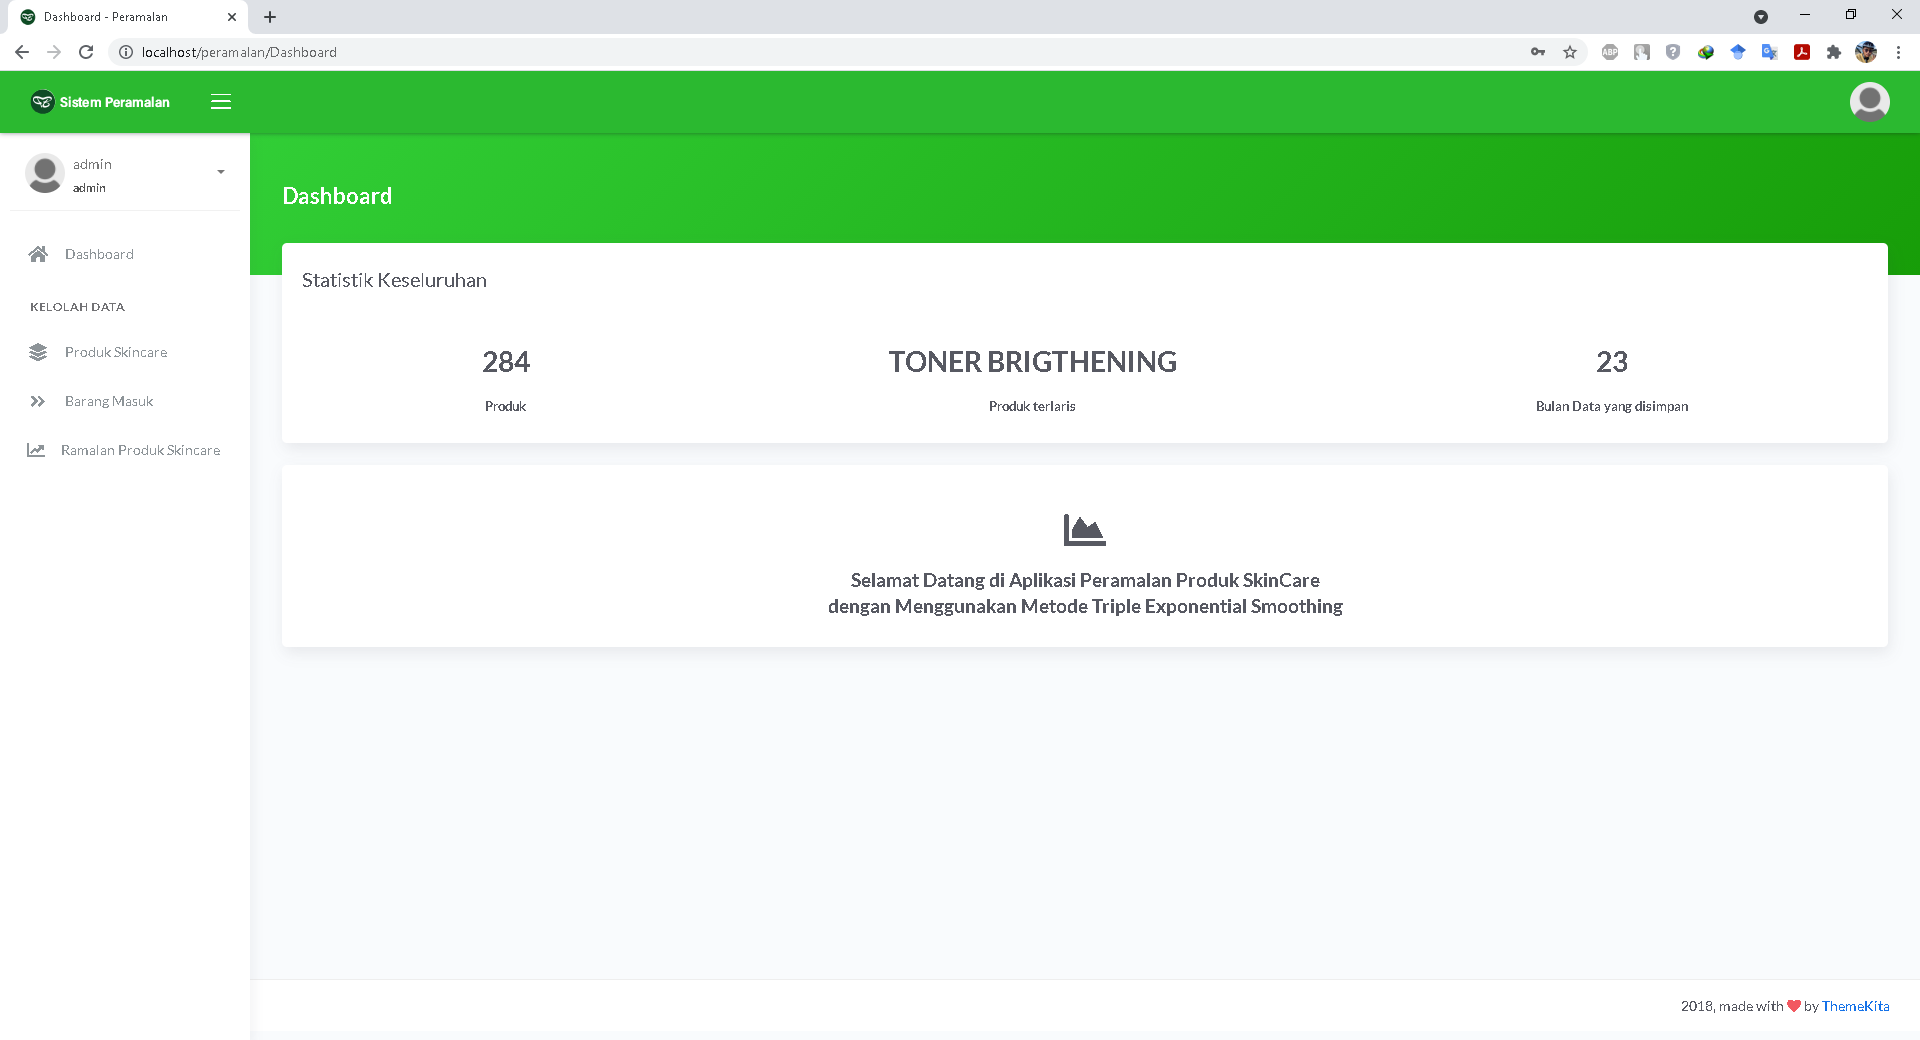 Dashboard - Peramalan
localhost/peramalan/Dashboard
ABP
G
Sistem Peramalan
admin
admin
Dashboard
KELOLAH DATA
Produk Skincare
Barang Masuk
Ramalan Produk Skincare
Dashboard
Statistik Keseluruhan
284
Produk
TONER BRIGTHENING
Produk terlaris
23
Bulan Data yang disimpan
Selamat Datang di Aplikasi Peramalan Produk SkinCare
dengan Menggunakan Metode Triple Exponential Smoothing
2018, made with by ThemeKita